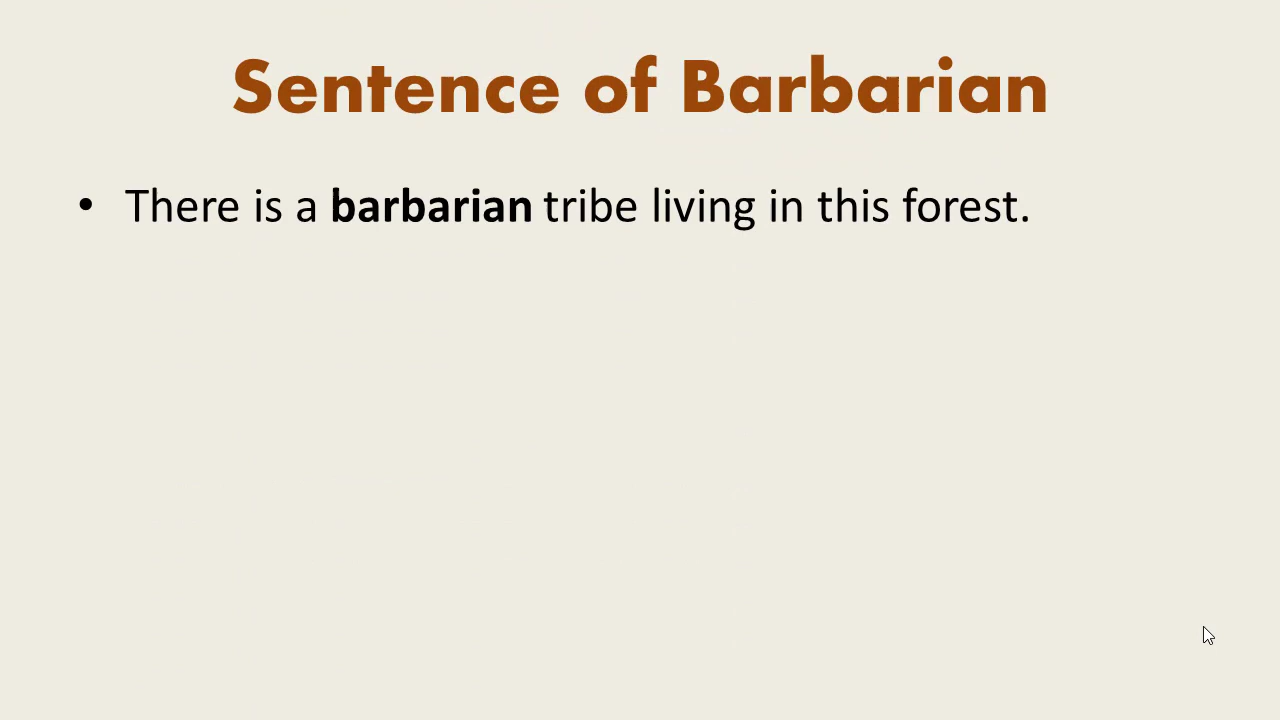 Sentence of Barbarian
• There is a barbarian tribe living in this forest.